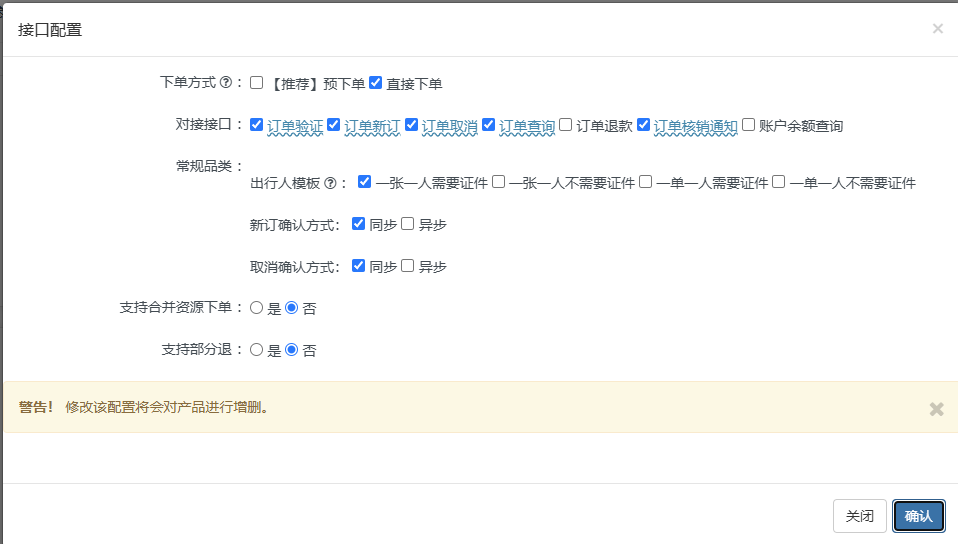 接口配置 ×
下单方式 ? : 【推荐】预下单 直接下单
对接接口: 订单验证 订单新订 订单取消 订单查询 订单退款 订单核销通知 账户余额查询
常规品类:
出行人模板 ? : 一张一人需要证件 一张一人不需要证件 一单一人需要证件 一单一人不需要证件
新订确认方式: 同步 异步
取消确认方式: 同步 异步
支持合并资源下单: 是 否
支持部分退: 是 否
警告! 修改该配置将会对产品进行增删。
关闭 确认